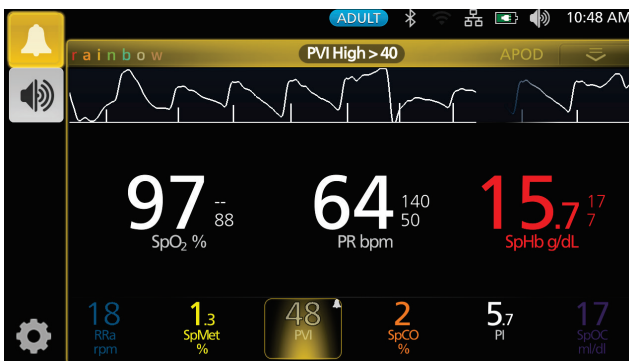 ADULT 10:48 AM
rainbow PVI High > 40 APOD
97 -- 88 SpO₂ %
64 140 50 PR bpm
15.7 17 7 SpHb g/dL
18 RRa rpm
1.3 SpMet %
48 PVI
2 SpCO %
5.7 PI
17 SpOC ml/dl